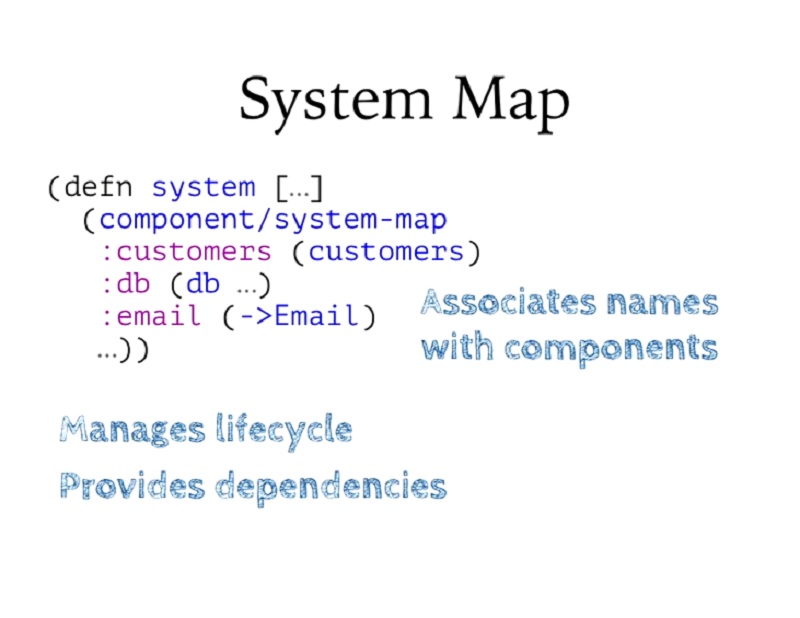 System Map
(defn system […]
(component/system-map
:customers (customers)
:db (db …)
:email (->Email)
…))
Associates names
with components
Manages lifecycle
Provides dependencies